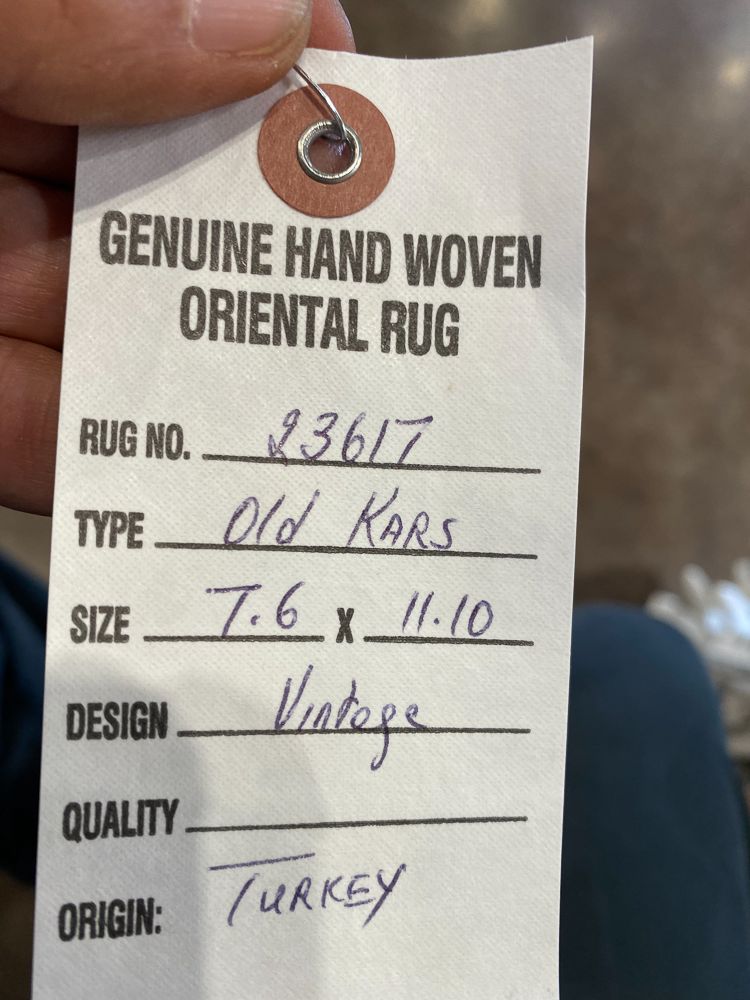 GENUINE HAND WOVEN
ORIENTAL RUG
RUG NO. 23617
TYPE Old KARS
SIZE 7.6 X 11.10
DESIGN Vintage
QUALITY
ORIGIN: TURKEY